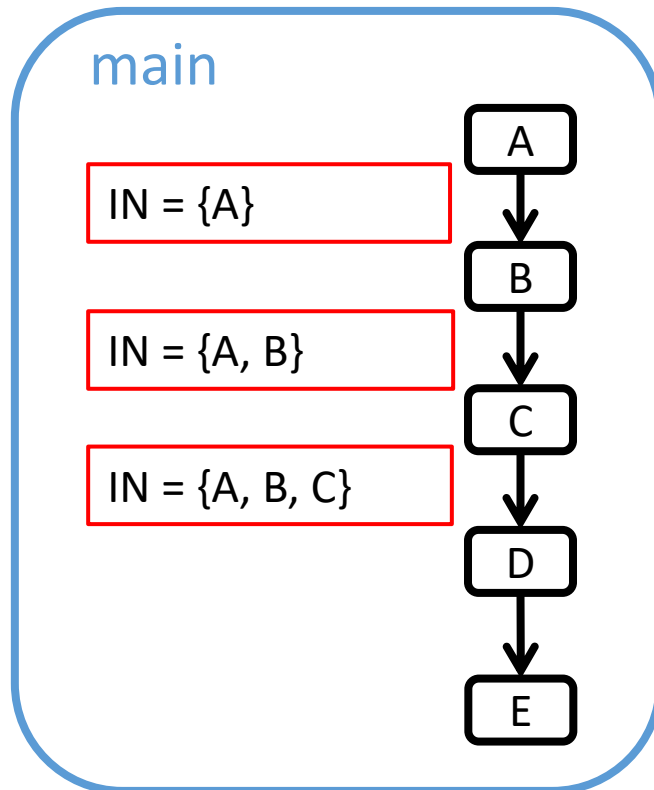 main
A
IN = {A}
B
IN = {A, B}
C
IN = {A, B, C}
D
E